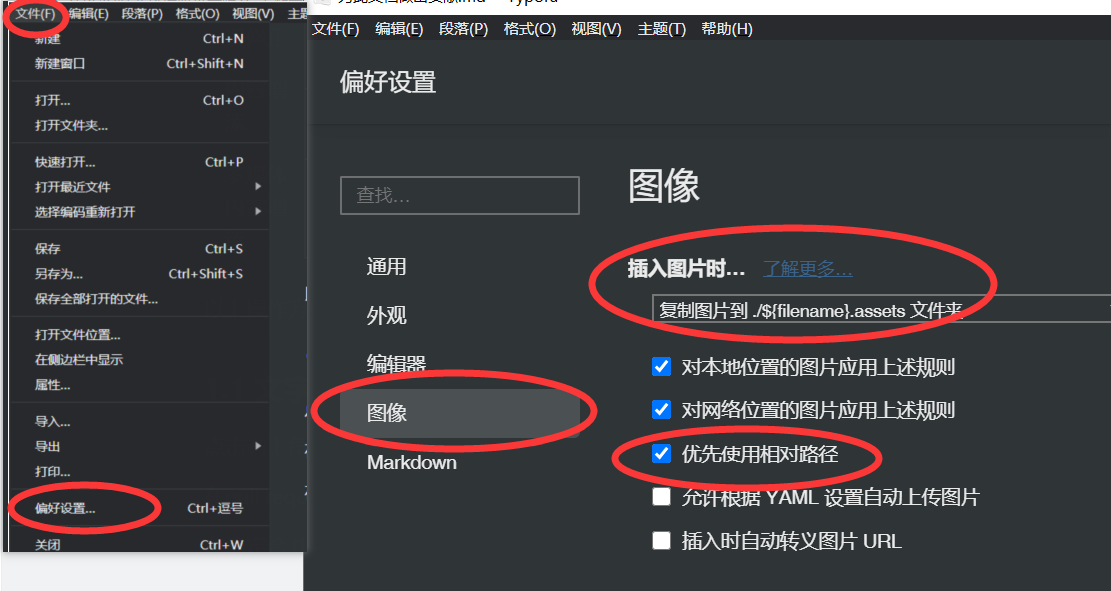 文件(F) 编辑(E) 段落(P) 格式(O) 视图(V) 主题
新建 Ctrl+N
新建窗口 Ctrl+Shift+N
打开... Ctrl+O
打开文件夹...
快速打开... Ctrl+P
打开最近文件
选择编码重新打开
保存 Ctrl+S
另存为... Ctrl+Shift+S
保存全部打开的文件...
打开文件位置...
在侧边栏中显示
属性...
导入...
导出
打印...
偏好设置... Ctrl+逗号
关闭 Ctrl+W
文件(F) 编辑(E) 段落(P) 格式(O) 视图(V) 主题(T) 帮助(H)
偏好设置
查找...
通用
外观
编辑器
图像
Markdown
图像
插入图片时... 了解更多...
复制图片到 ./${filename}.assets 文件夹
对本地位置的图片应用上述规则
对网络位置的图片应用上述规则
优先使用相对路径
允许根据 YAML 设置自动上传图片
插入时自动转义图片 URL